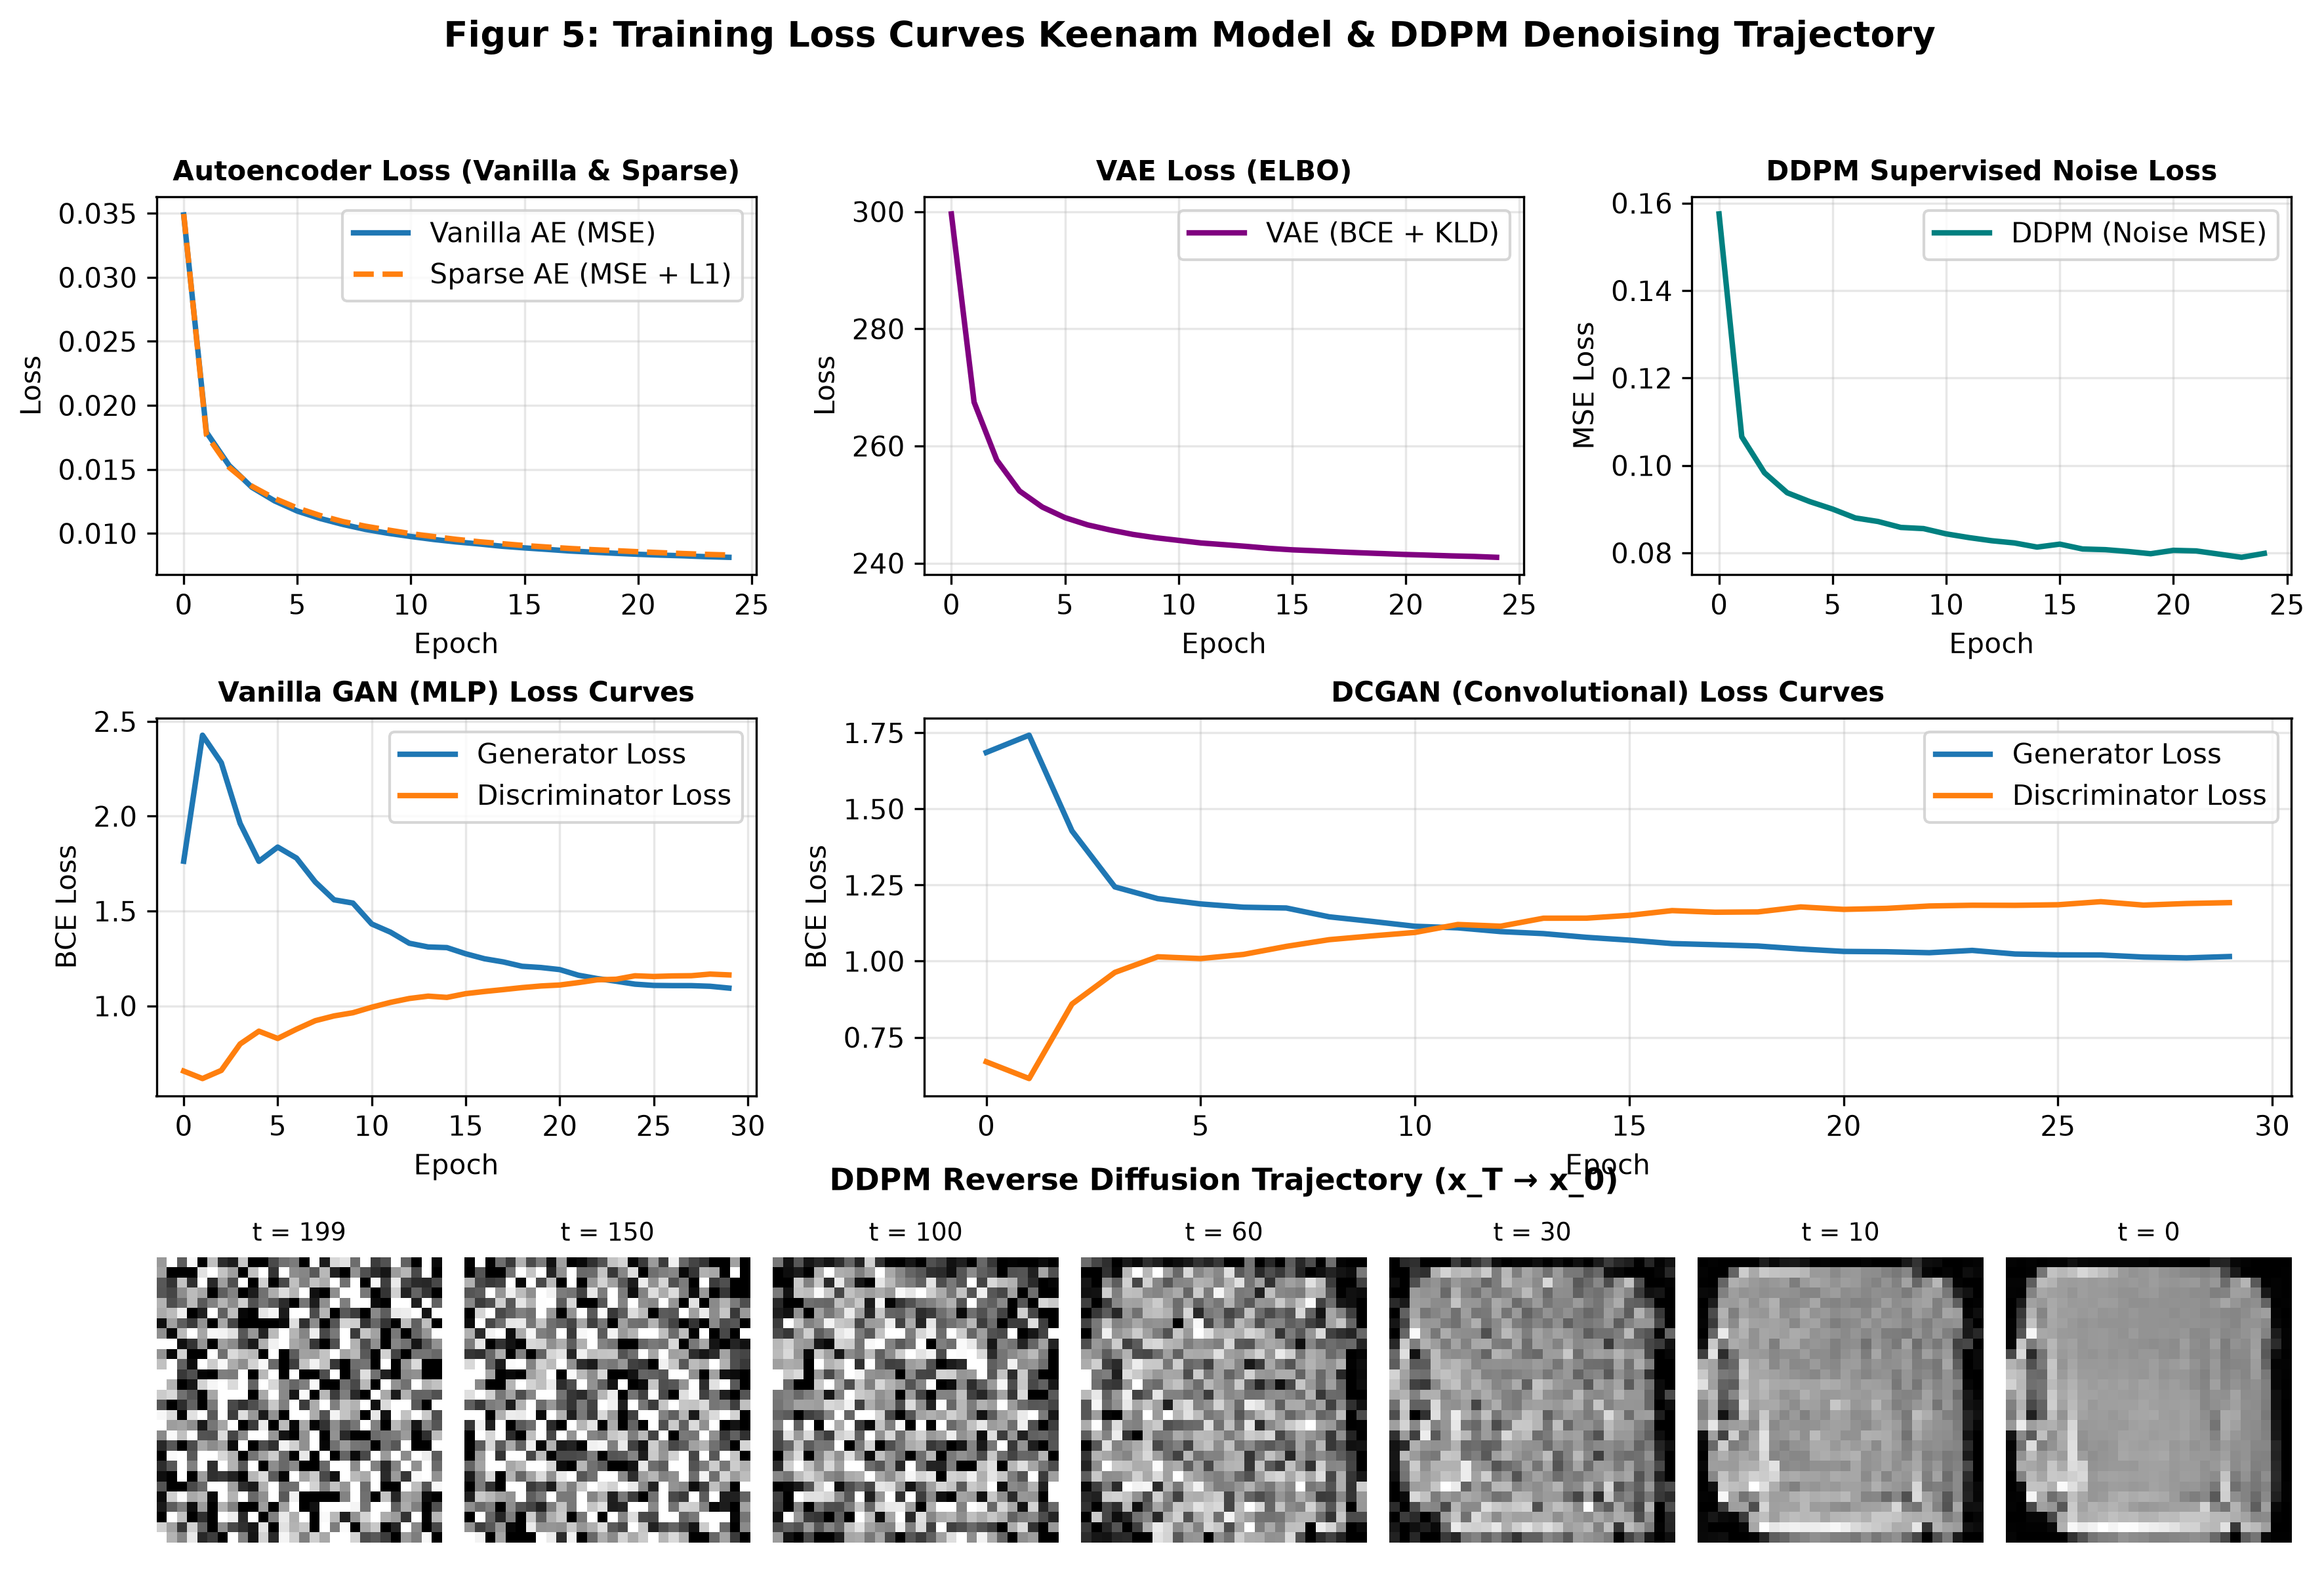 Figur 5: Training Loss Curves Keenam Model & DDPM Denoising Trajectory
Autoencoder Loss (Vanilla & Sparse)
Loss
0.035
0.030
0.025
0.020
0.015
0.010
Vanilla AE (MSE)
Sparse AE (MSE + L1)
0 5 10 15 20 25
Epoch
VAE Loss (ELBO)
Loss
300
280
260
240
VAE (BCE + KLD)
0 5 10 15 20 25
Epoch
DDPM Supervised Noise Loss
MSE Loss
0.16
0.14
0.12
0.10
0.08
DDPM (Noise MSE)
0 5 10 15 20 25
Epoch
Vanilla GAN (MLP) Loss Curves
BCE Loss
2.5
2.0
1.5
1.0
Generator Loss
Discriminator Loss
0 5 10 15 20 25 30
Epoch
DCGAN (Convolutional) Loss Curves
BCE Loss
1.75
1.50
1.25
1.00
0.75
Generator Loss
Discriminator Loss
0 5 10 15 20 25 30
Epoch
DDPM Reverse Diffusion Trajectory (x_T → x_0)
t = 199 t = 150 t = 100 t = 60 t = 30 t = 10 t = 0